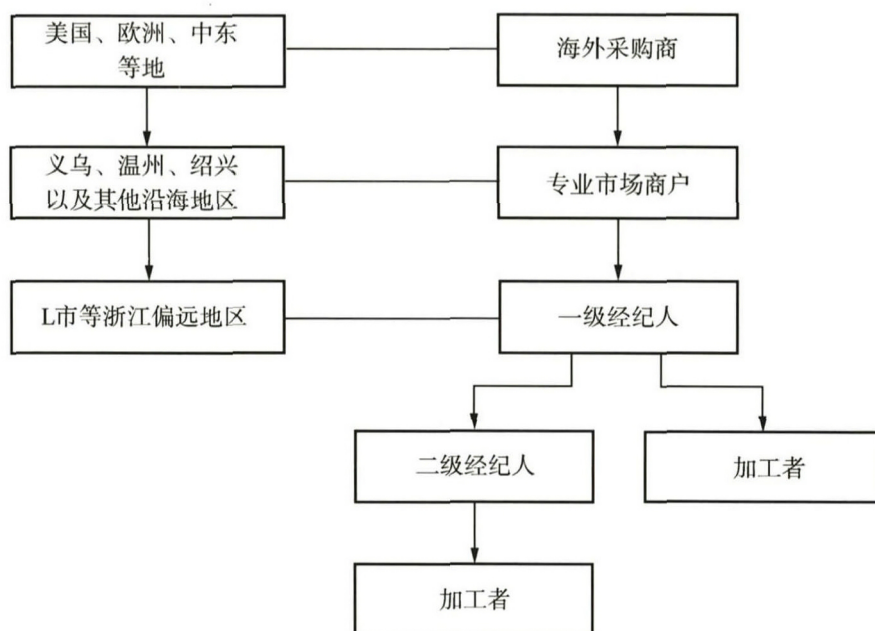 美国、欧洲、中东
等地
海外采购商
义乌、温州、绍兴
以及其他沿海地区
专业市场商户
L市等浙江偏远地区
一级经纪人
二级经纪人
加工者
加工者